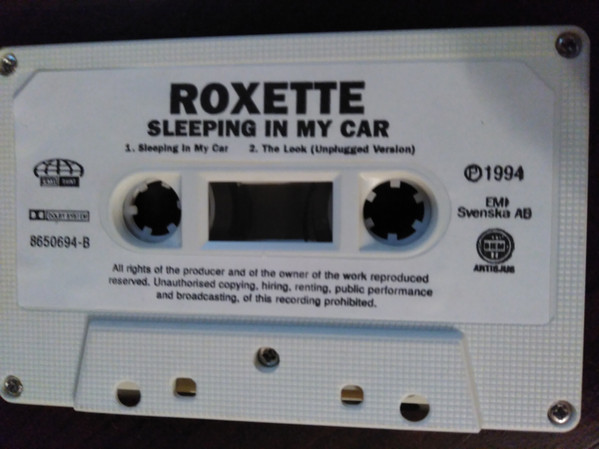 ROXETTE
SLEEPING IN MY CAR
1. Sleeping In My Car 2. The Look (Unplugged Version)
℗ 1994
EMI
Svenska AB
DOLBY SYSTEM
8650694-B
All rights of the producer and of the owner of the work reproduced
reserved. Unauthorised copying, hiring, renting, public performance
and broadcasting, of this recording prohibited.